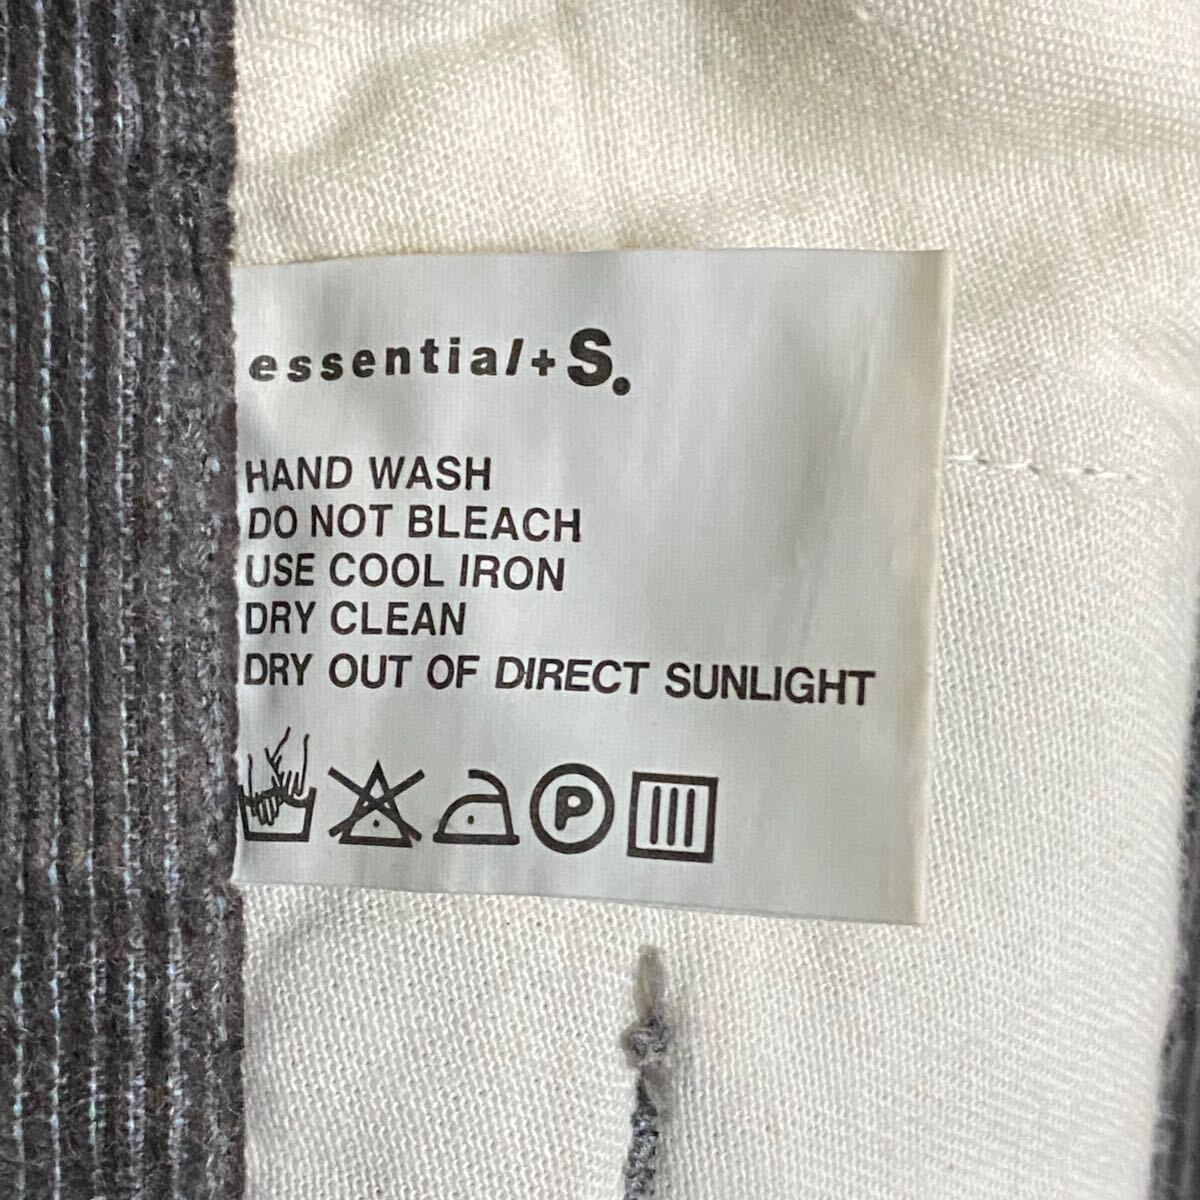 essential+S.
HAND WASH
DO NOT BLEACH
USE COOL IRON
DRY CLEAN
DRY OUT OF DIRECT SUNLIGHT
P